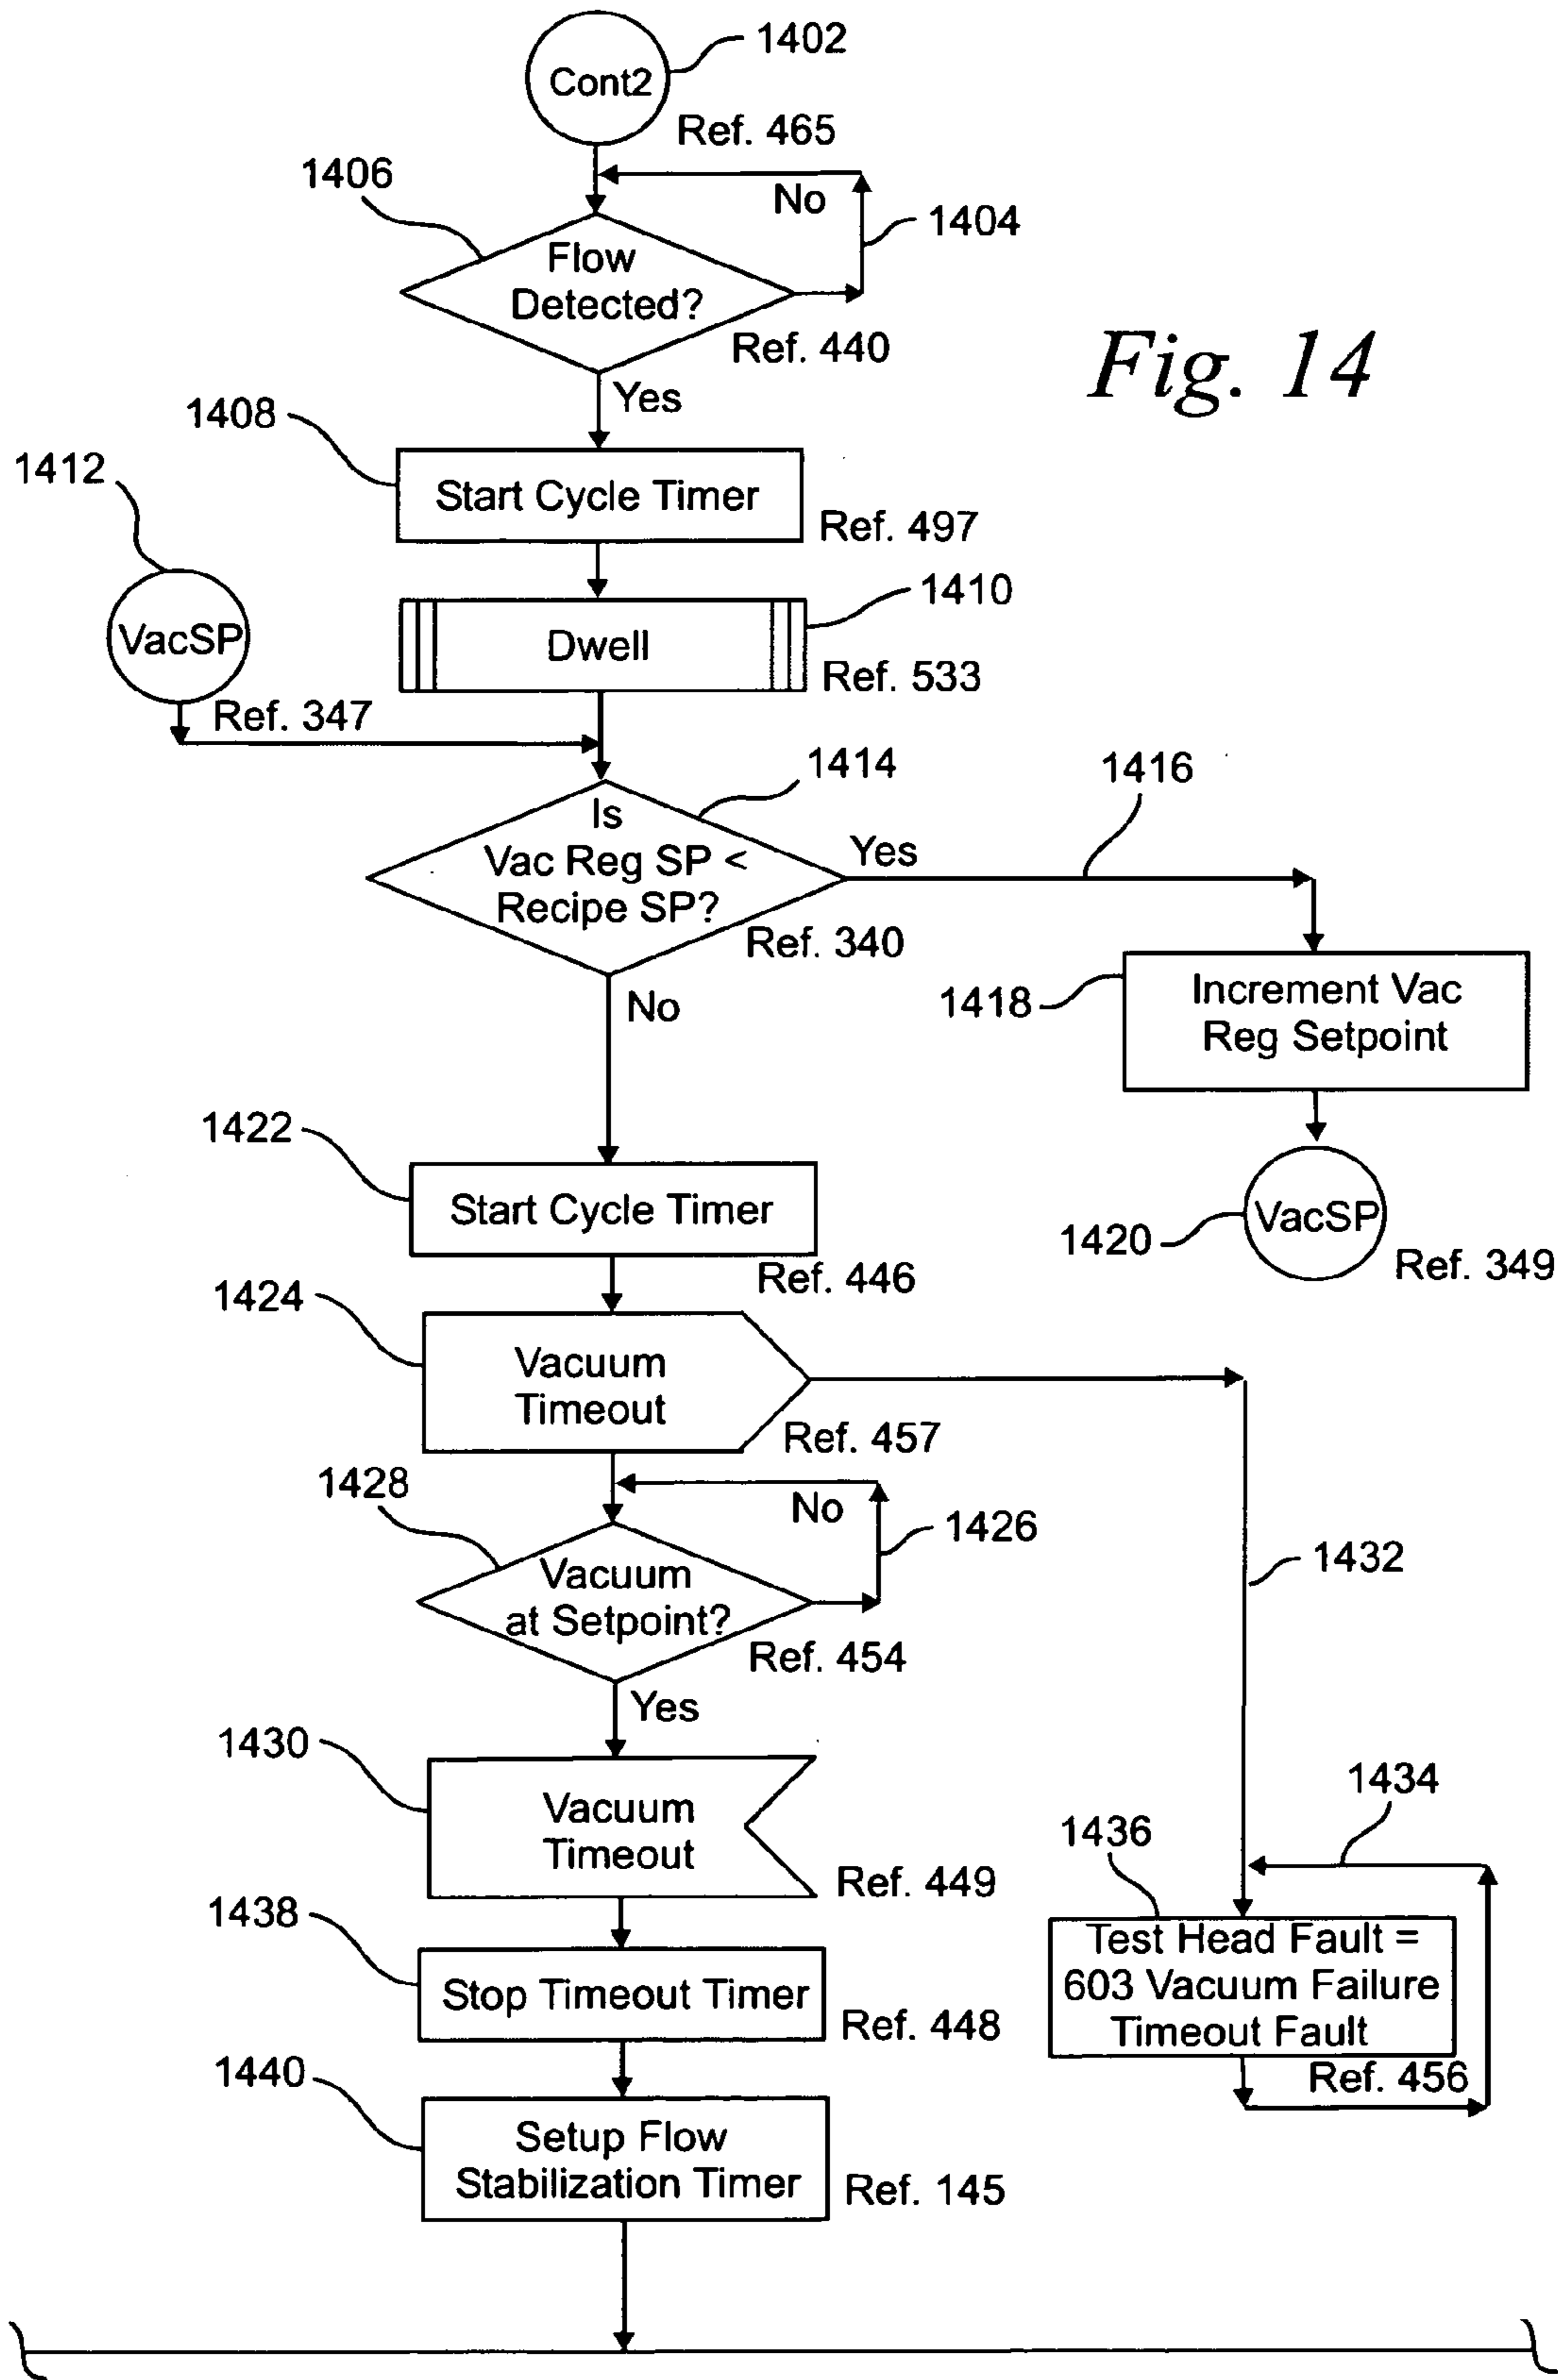 1402
Cont2
Ref. 465
1406
No
1404
Flow
Detected?
Ref. 440
Fig. 14
Yes
1408
Start Cycle Timer
Ref. 497
1412
VacSP
Ref. 347
1410
Dwell
Ref. 533
1414
Is
Vac Reg SP <
Recipe SP?
Ref. 340
Yes
1416
No
1418
Increment Vac
Reg Setpoint
1420
VacSP
Ref. 349
1422
Start Cycle Timer
Ref. 446
1424
Vacuum
Timeout
Ref. 457
1428
No
1426
Vacuum
at Setpoint?
Ref. 454
1432
Yes
1430
Vacuum
Timeout
Ref. 449
1434
1436
Test Head Fault =
603 Vacuum Failure
Timeout Fault
Ref. 456
1438
Stop Timeout Timer
Ref. 448
1440
Setup Flow
Stabilization Timer
Ref. 145